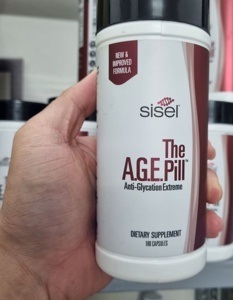 NEW &
IMPROVED
FORMULA
sisel
The
A.G.E. Pill
Anti-Glycation Extreme
DIETARY SUPPLEMENT
180 CAPSULES